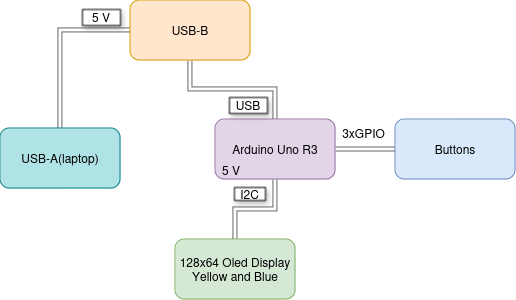 5 V
USB-B
USB
USB-A(laptop)
Arduino Uno R3
5 V
3xGPIO
Buttons
I2C
128x64 Oled Display
Yellow and Blue